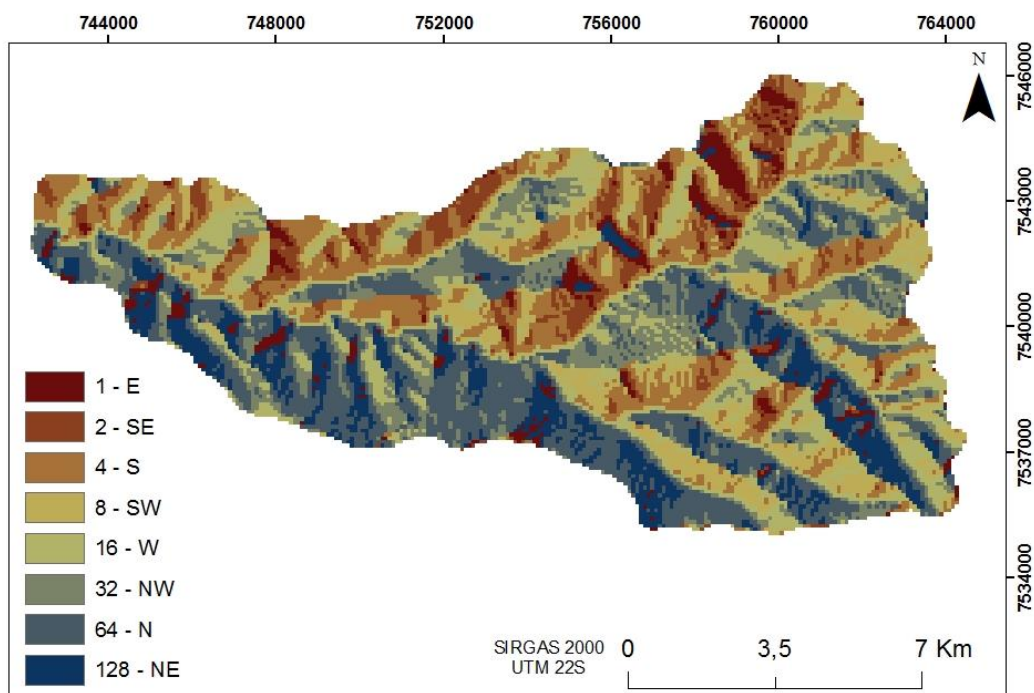 744000 748000 752000 756000 760000 764000
N
7546000
7543000
7540000
7537000
7534000
1 - E
2 - SE
4 - S
8 - SW
16 - W
32 - NW
64 - N
128 - NE
SIRGAS 2000
UTM 22S
0 3,5 7 Km